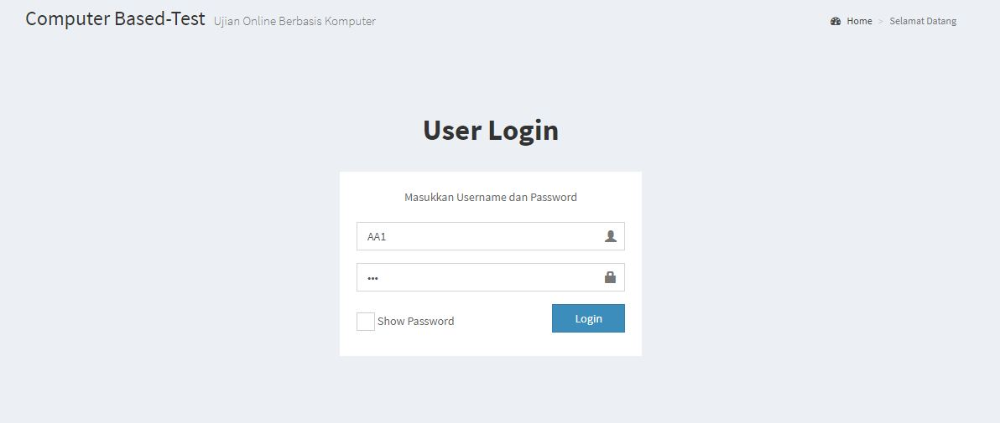 Computer Based-Test Ujian Online Berbasis Komputer
Home > Selamat Datang
User Login
Masukkan Username dan Password
AA1
•••
Show Password
Login